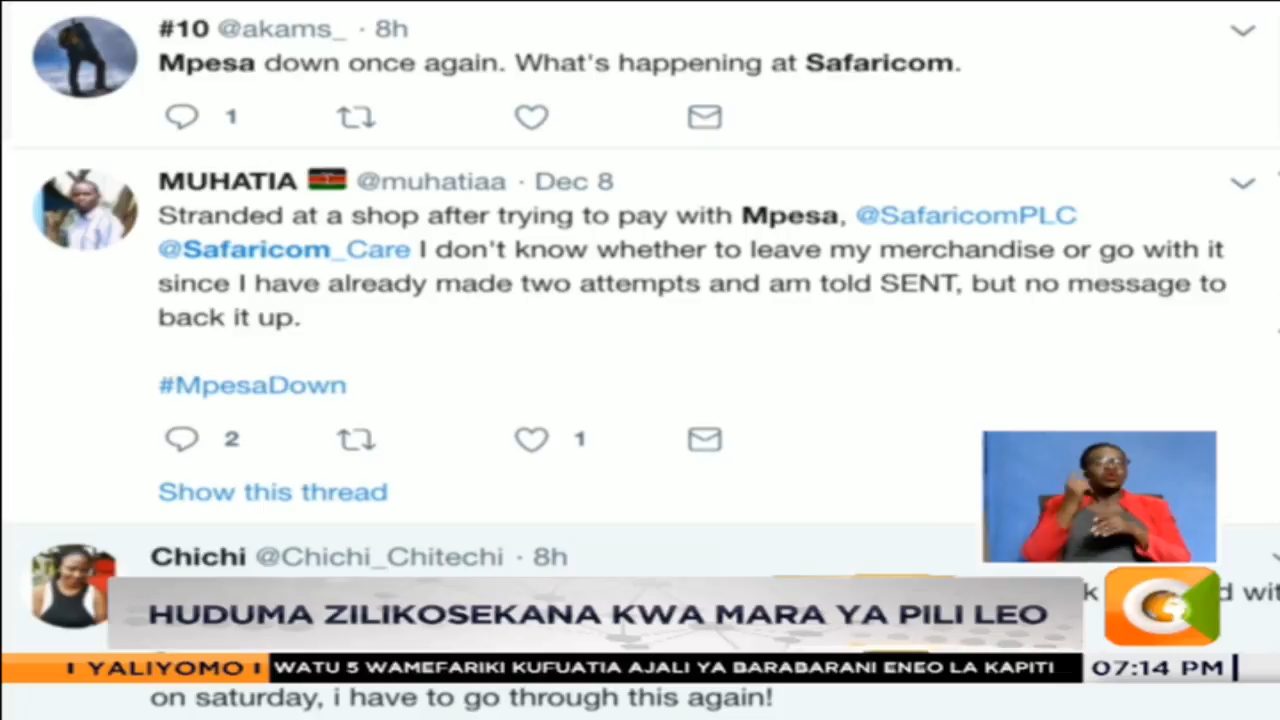 #10 @akams_ · 8h
Mpesa down once again. What's happening at Safaricom.
1
MUHATIA @muhatiaa · Dec 8
Stranded at a shop after trying to pay with Mpesa, @SafaricomPLC
@Safaricom_Care I don't know whether to leave my merchandise or go with it
since I have already made two attempts and am told SENT, but no message to
back it up.
#MpesaDown
2 1
Show this thread
Chichi @Chichi_Chitechi · 8h
HUDUMA ZILIKOSEKANA KWA MARA YA PILI LEO
YALIYOMO WATU 5 WAMEFARIKI KUFUATIA AJALI YA BARABARANI ENEO LA KAPITI 07:14 PM
on saturday, i have to go through this again!